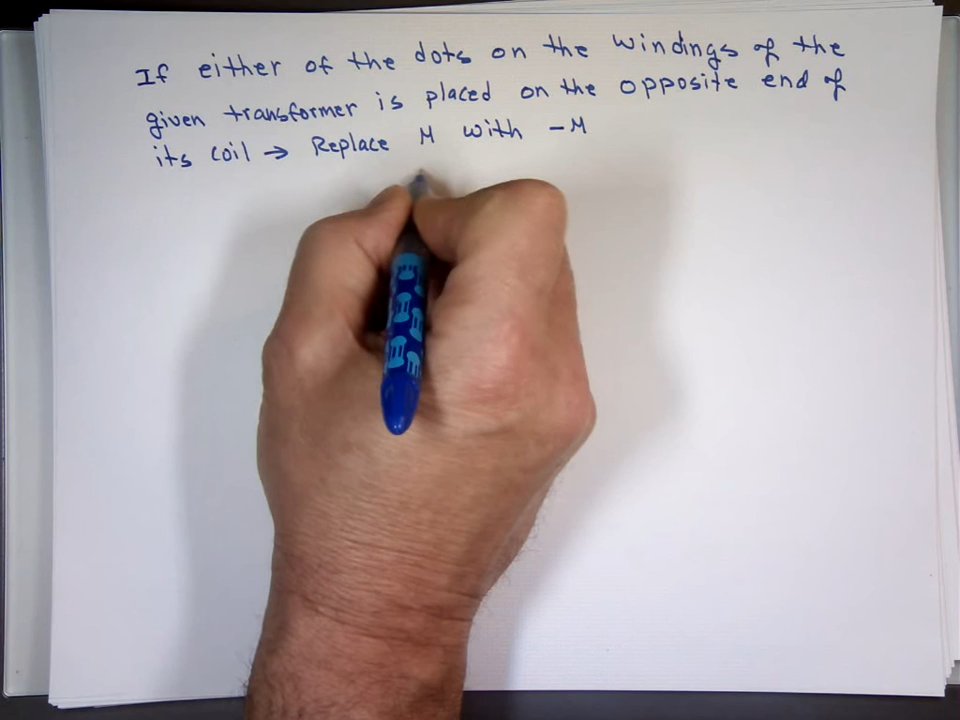 If either of the dots on the windings of the
given transformer is placed on the opposite end of
its coil → Replace M with -M